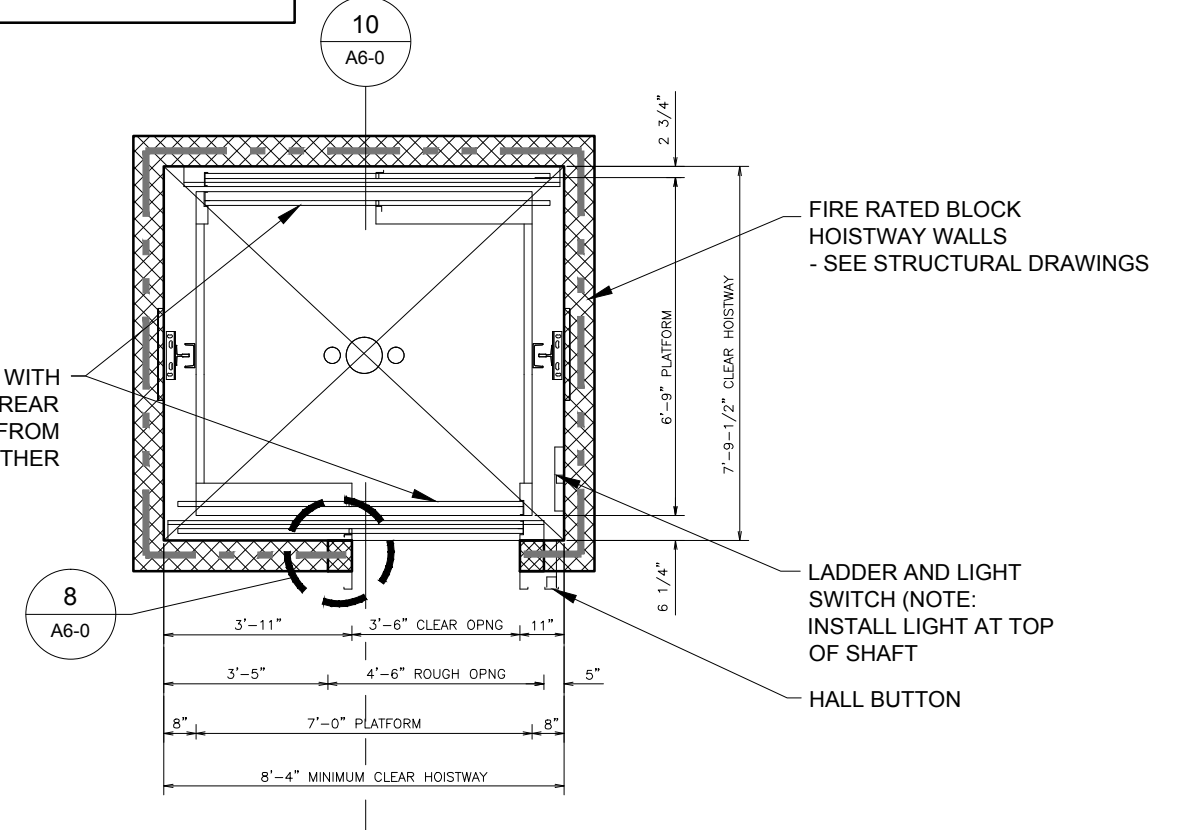 10
A6-0
2 3/4"
FIRE RATED BLOCK
HOISTWAY WALLS
- SEE STRUCTURAL DRAWINGS
6'-9" PLATFORM
7'-9-1/2" CLEAR HOISTWAY
WITH
REAR
FROM
THER
6 1/4"
LADDER AND LIGHT
SWITCH (NOTE:
INSTALL LIGHT AT TOP
OF SHAFT
HALL BUTTON
8
A6-0
3'-11" 3'-6" CLEAR OPNG 11"
3'-5" 4'-6" ROUGH OPNG 5"
8" 7'-0" PLATFORM 8"
8'-4" MINIMUM CLEAR HOISTWAY